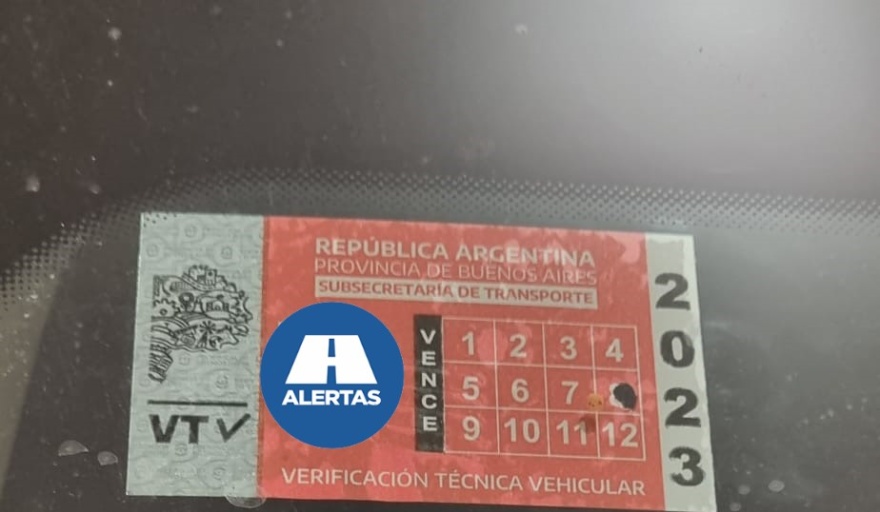 REPÚBLICA ARGENTINA
PROVINCIA DE BUENOS AIRES
SUBSECRETARÍA DE TRANSPORTE
ALERTAS
VENCE
1 2 3 4
5 6 7
9 10 11 12
2023
VTV
VERIFICACIÓN TÉCNICA VEHICULAR